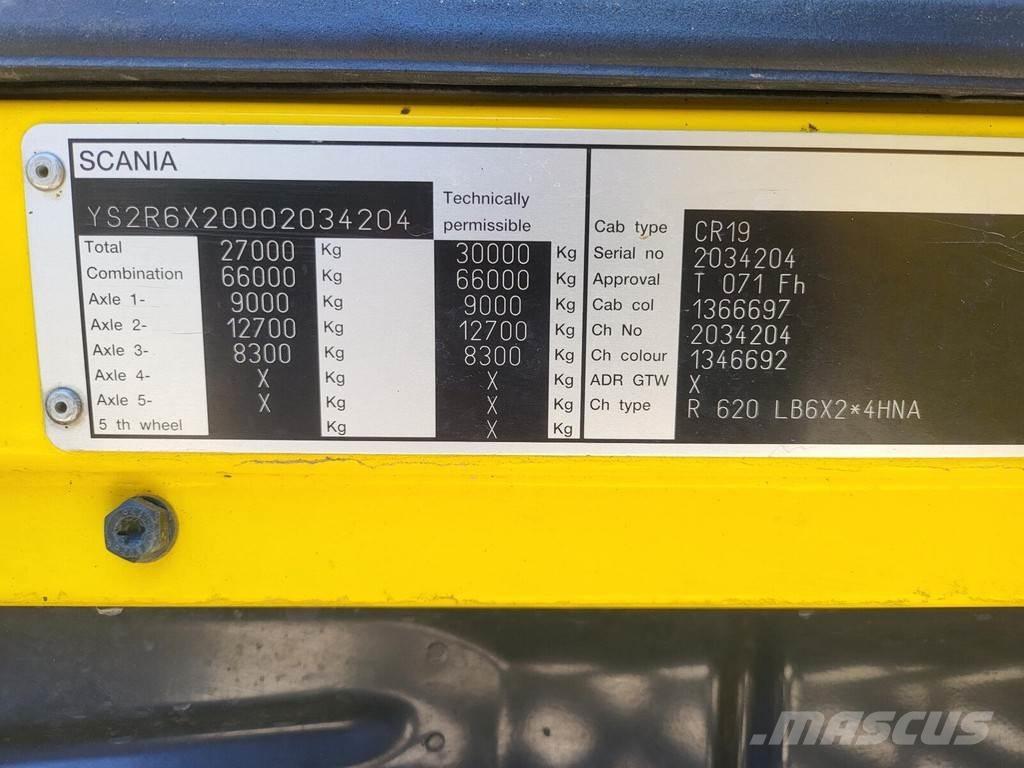 SCANIA
YS2R6X20002034204
Technically
permissible
Total 27000 Kg 30000 Kg
Combination 66000 Kg 66000 Kg
Axle 1- 9000 Kg 9000 Kg
Axle 2- 12700 Kg 12700 Kg
Axle 3- 8300 Kg 8300 Kg
Axle 4- X Kg X Kg
Axle 5- X Kg X Kg
5 th wheel Kg X Kg
Cab type CR19
Serial no 2034204
Approval T 071 Fh
Cab col 1366697
Ch No 2034204
Ch colour 1346692
ADR GTW X
Ch type R 620 LB6X2*4HNA
MASCUS